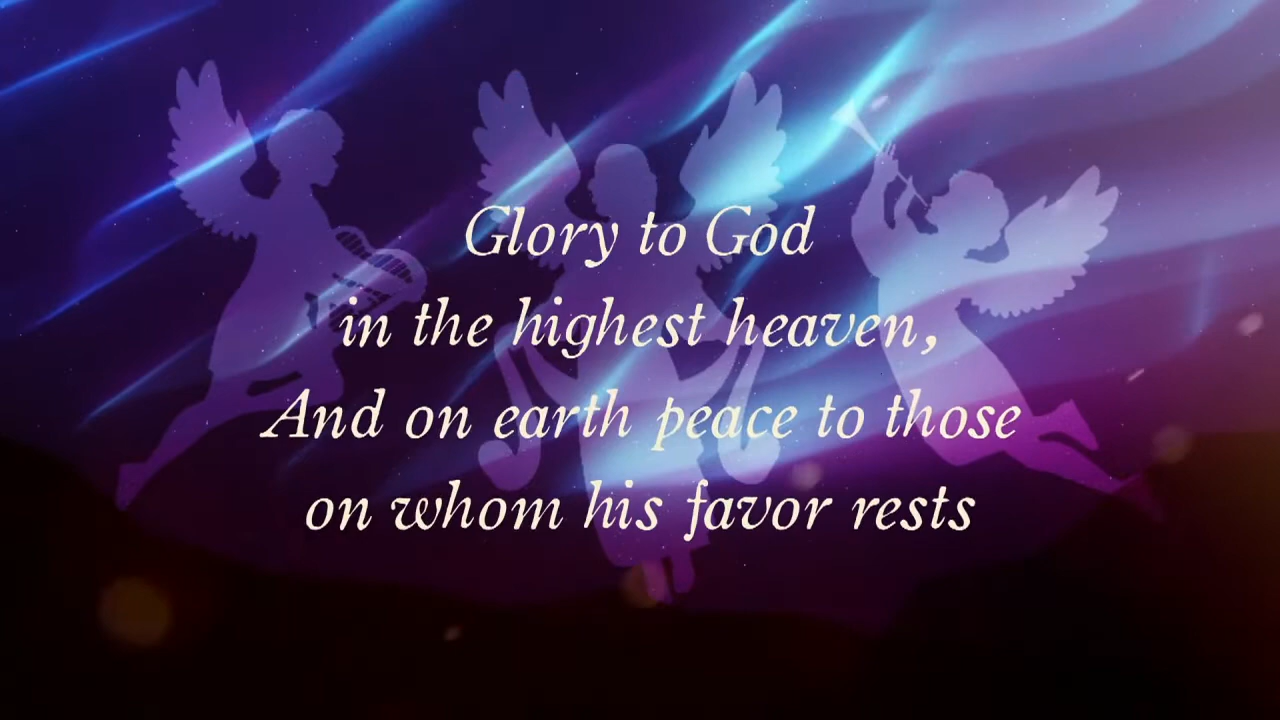 Glory to God
in the highest heaven,
And on earth peace to those
on whom his favor rests